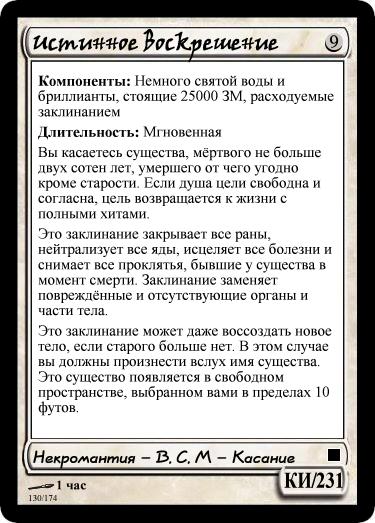 Истинное Воскрешение 9
Компоненты: Немного святой воды и
бриллианты, стоящие 25000 ЗМ, расходуемые
заклинанием
Длительность: Мгновенная
Вы касаетесь существа, мёртвого не больше
двух сотен лет, умершего от чего угодно
кроме старости. Если душа цели свободна и
согласна, цель возвращается к жизни с
полными хитами.
Это заклинание закрывает все раны,
нейтрализует все яды, исцеляет все болезни и
снимает все проклятья, бывшие у существа в
момент смерти. Заклинание заменяет
повреждённые и отсутствующие органы и
части тела.
Это заклинание может даже воссоздать новое
тело, если старого больше нет. В этом случае
вы должны произнести вслух имя существа.
Это существо появляется в свободном
пространстве, выбранном вами в пределах 10
футов.
Некромантия – В, С, М – Касание
1 час
КИ/231
130/174